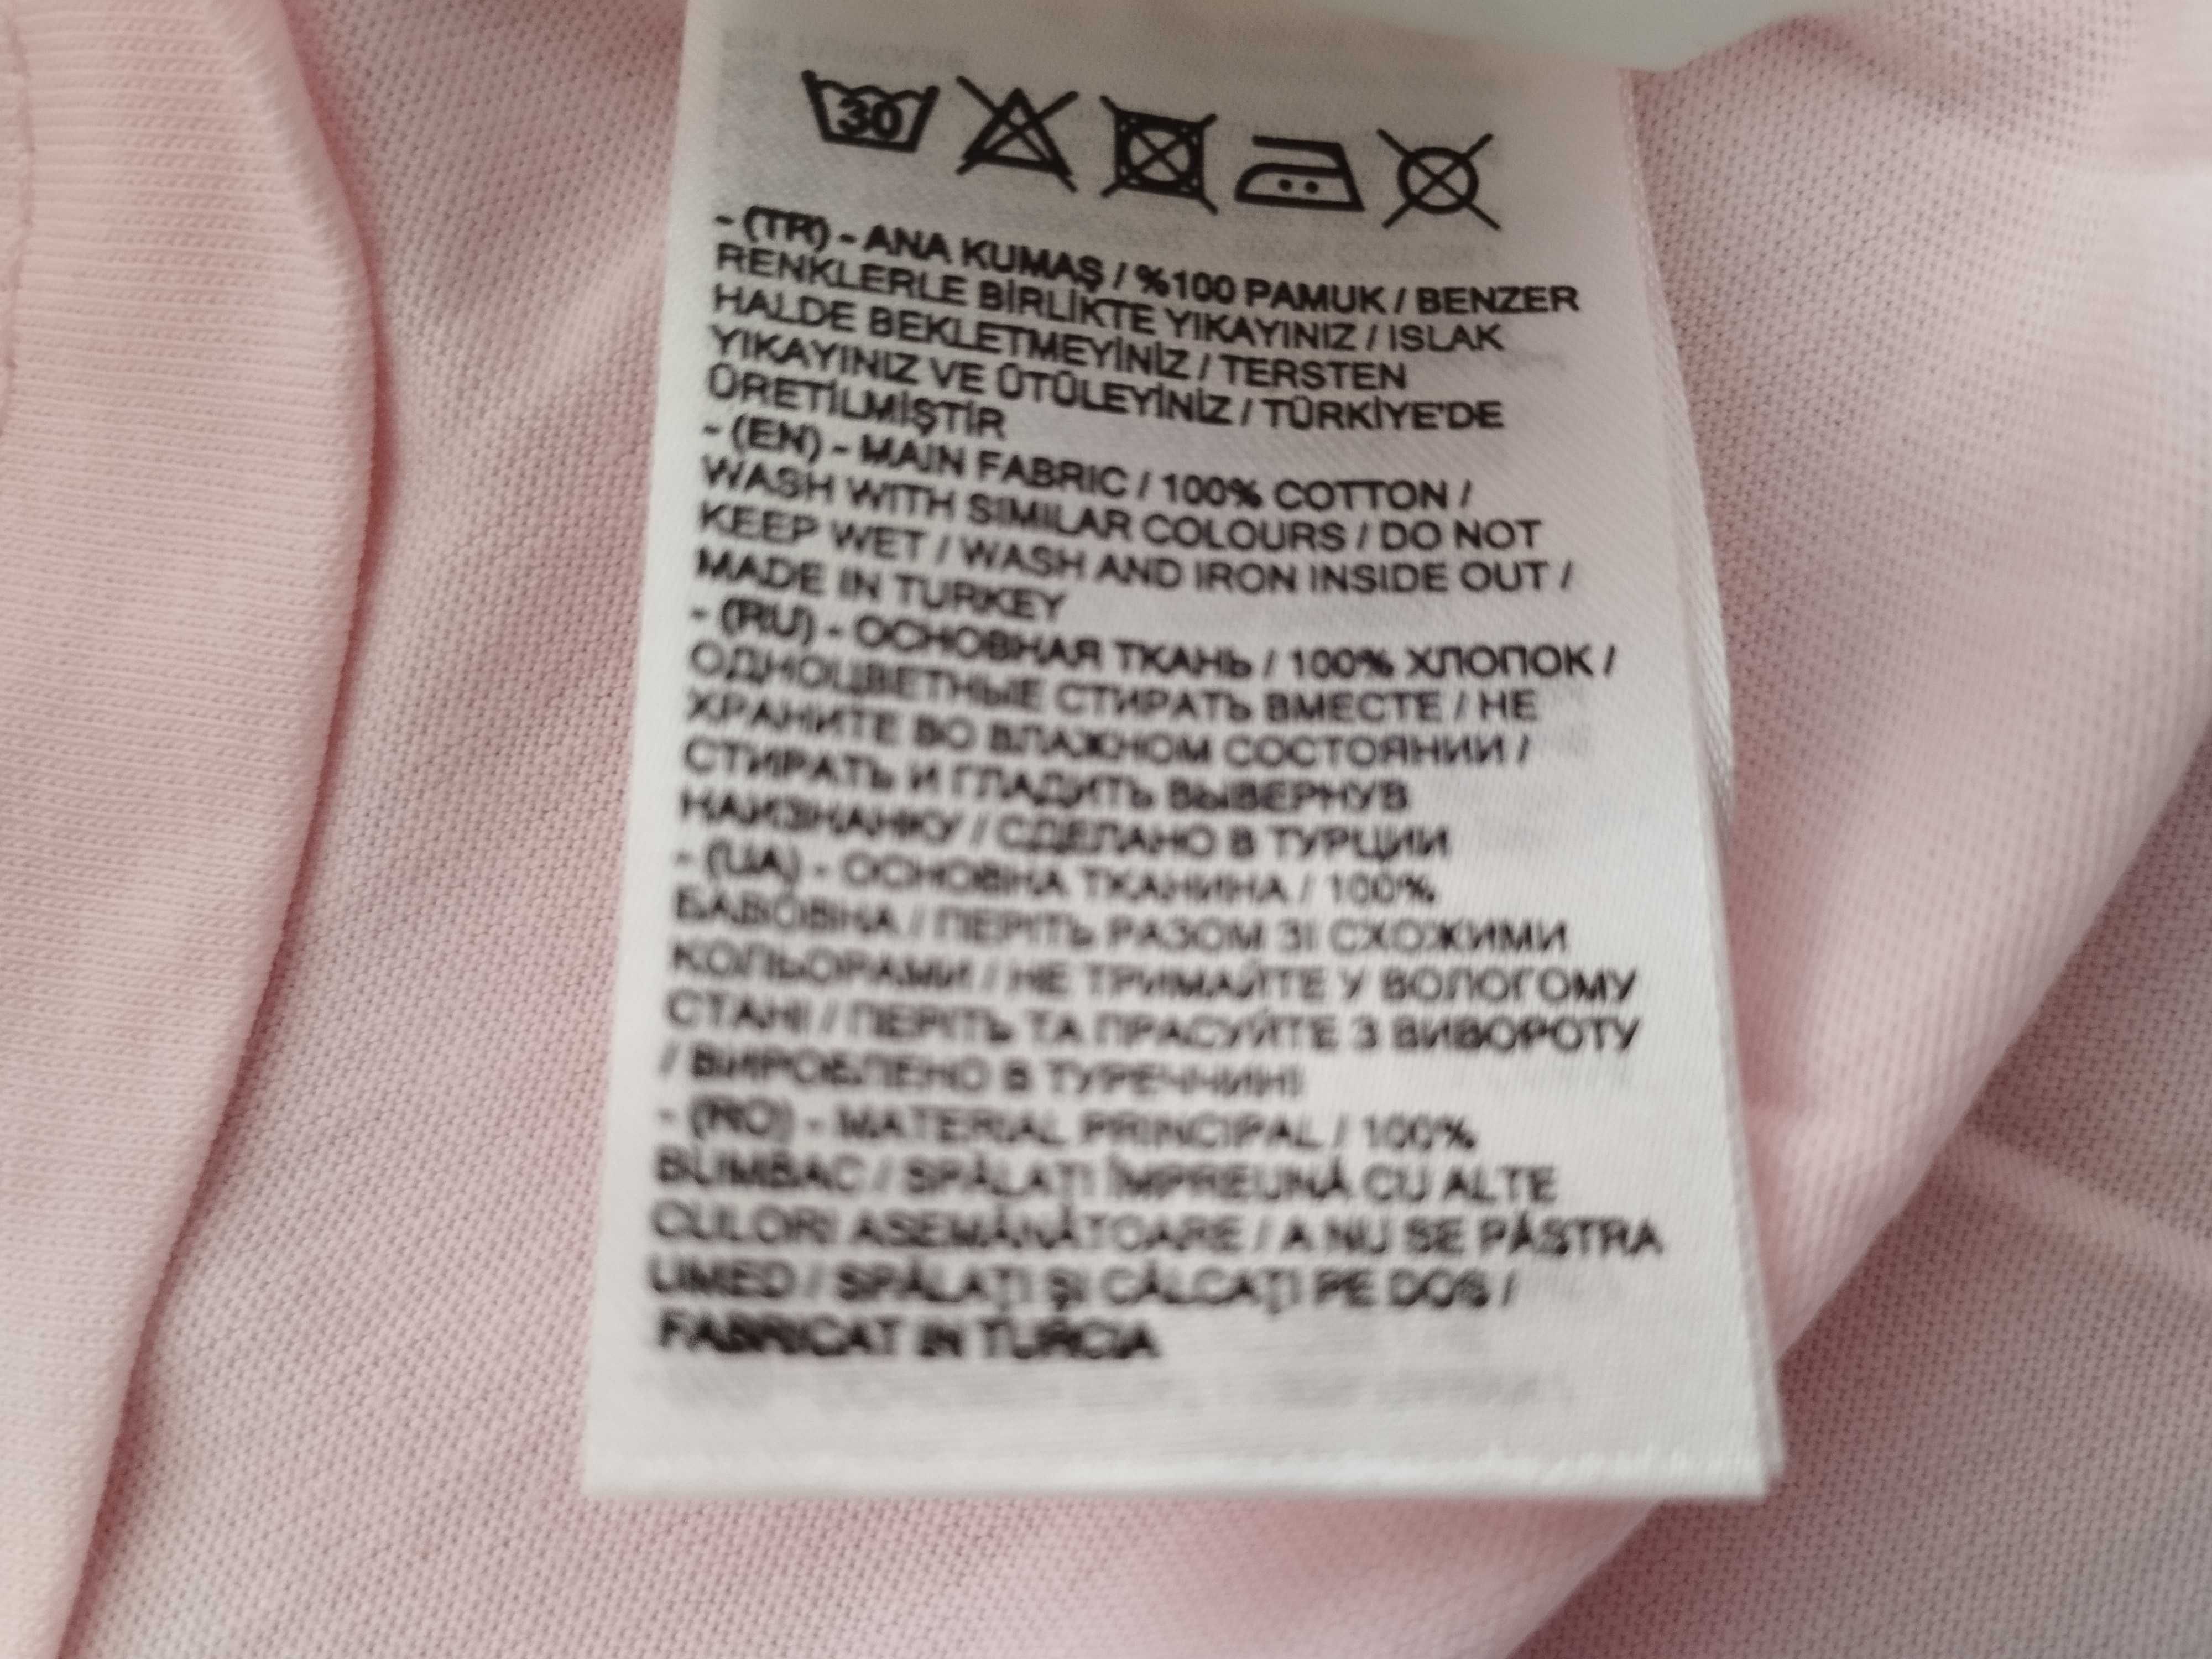 30
- (TR) - ANA KUMAŞ / %100 PAMUK / BENZER
RENKLERLE BİRLİKTE YIKAYINIZ / ISLAK
HALDE BEKLETMEYİNİZ / TERSTEN
YIKAYINIZ VE ÜTÜLEYİNİZ / TÜRKİYE'DE
ÜRETİLMİŞTİR
- (EN) - MAIN FABRIC / 100% COTTON /
WASH WITH SIMILAR COLOURS / DO NOT
KEEP WET / WASH AND IRON INSIDE OUT /
MADE IN TURKEY
- (RU) - ОСНОВНАЯ ТКАНЬ / 100% ХЛОПОК /
ОДНОЦВЕТНЫЕ СТИРАТЬ ВМЕСТЕ / НЕ
ХРАНИТЕ ВО ВЛАЖНОМ СОСТОЯНИИ /
СТИРАТЬ И ГЛАДИТЬ ВЫВЕРНУВ
НАИЗНАНКУ / СДЕЛАНО В ТУРЦИИ
- (UA) - ОСНОВНА ТКАНИНА / 100%
БАВОВНА / ПЕРІТЬ РАЗОМ ЗІ СХОЖИМИ
КОЛЬОРАМИ / НЕ ТРИМАЙТЕ У ВОЛОГОМУ
СТАНІ / ПЕРІТЬ ТА ПРАСУЙТЕ З ВИВОРОТУ
/ ВИРОБЛЕНО В ТУРЕЧЧИНІ
- (RO) - MATERIAL PRINCIPAL / 100%
BUMBAC / SPĂLAȚI ÎMPREUNĂ CU ALTE
CULORI ASEMĂNĂTOARE / A NU SE PĂSTRA
UMED / SPĂLAȚI ȘI CĂLCAȚI PE DOS /
FABRICAT IN TURCIA